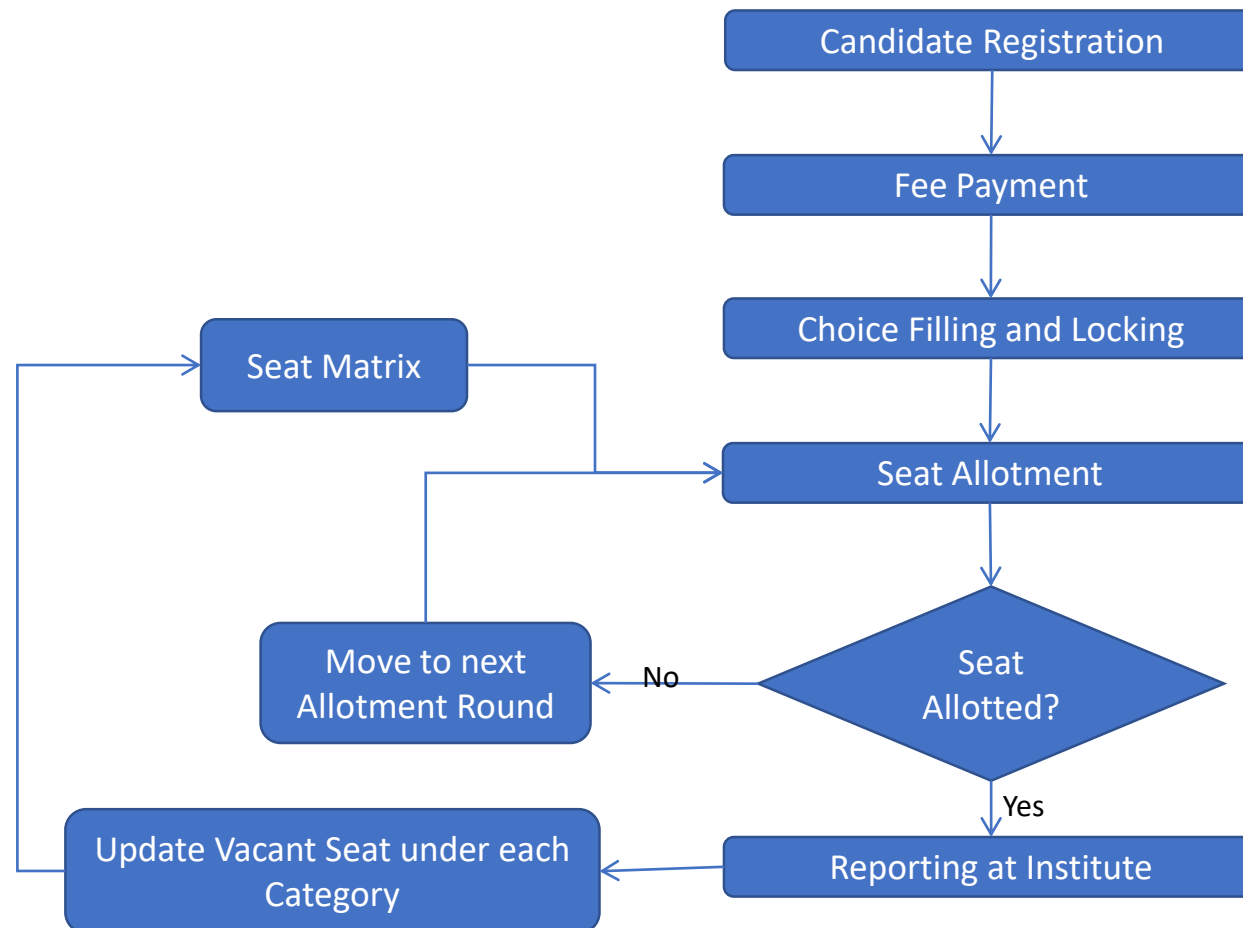 Candidate Registration
Fee Payment
Choice Filling and Locking
Seat Matrix
Seat Allotment
Move to next
Allotment Round
No
Seat
Allotted?
Yes
Update Vacant Seat under each
Category
Reporting at Institute